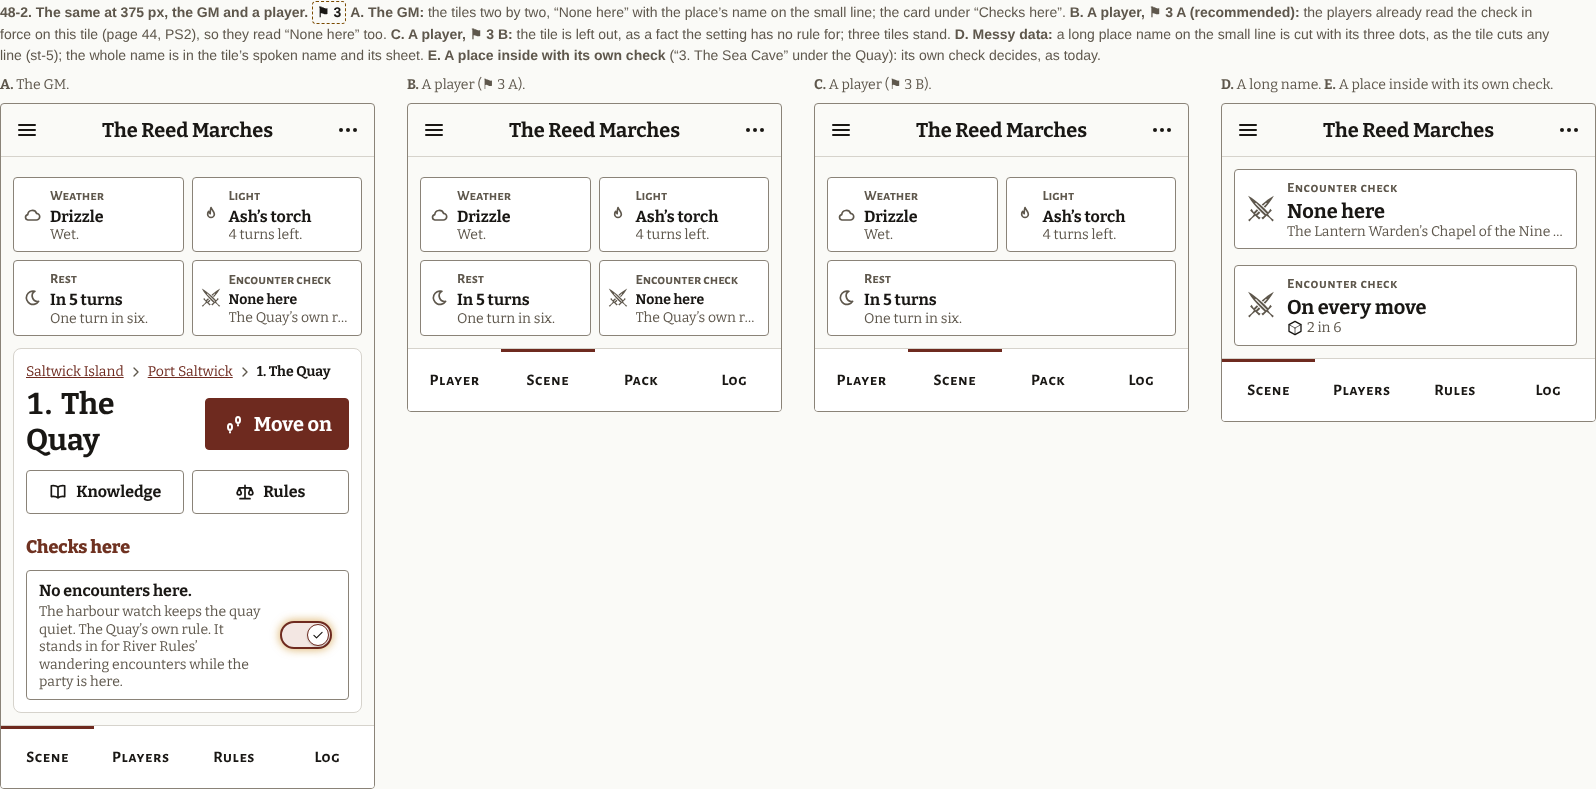 48-2. The same at 375 px, the GM and a player. ⚑ 3 A. The GM: the tiles two by two, “None here” with the place’s name on the small line; the card under “Checks here”. B. A player, ⚑ 3 A (recommended): the players already read the check in
force on this tile (page 44, PS2), so they read “None here” too. C. A player, ⚑ 3 B: the tile is left out, as a fact the setting has no rule for; three tiles stand. D. Messy data: a long place name on the small line is cut with its three dots, as the tile cuts any
line (st-5); the whole name is in the tile’s spoken name and its sheet. E. A place inside with its own check (“3. The Sea Cave” under the Quay): its own check decides, as today.
A. The GM.
The Reed Marches
Weather
Drizzle
Wet.
Light
Ash’s torch
4 turns left.
Rest
In 5 turns
One turn in six.
Encounter check
None here
The Quay’s own r…
Saltwick Island > Port Saltwick > 1. The Quay
1. The
Quay
Move on
Knowledge
Rules
Checks here
No encounters here.
The harbour watch keeps the quay
quiet. The Quay’s own rule. It
stands in for River Rules’
wandering encounters while the
party is here.
Scene
Players
Rules
Log
B. A player (⚑ 3 A).
The Reed Marches
Weather
Drizzle
Wet.
Light
Ash’s torch
4 turns left.
Rest
In 5 turns
One turn in six.
Encounter check
None here
The Quay’s own r…
Player
Scene
Pack
Log
C. A player (⚑ 3 B).
The Reed Marches
Weather
Drizzle
Wet.
Light
Ash’s torch
4 turns left.
Rest
In 5 turns
One turn in six.
Player
Scene
Pack
Log
D. A long name. E. A place inside with its own check.
The Reed Marches
Encounter check
None here
The Lantern Warden’s Chapel of the Nine …
Encounter check
On every move
2 in 6
Scene
Players
Rules
Log